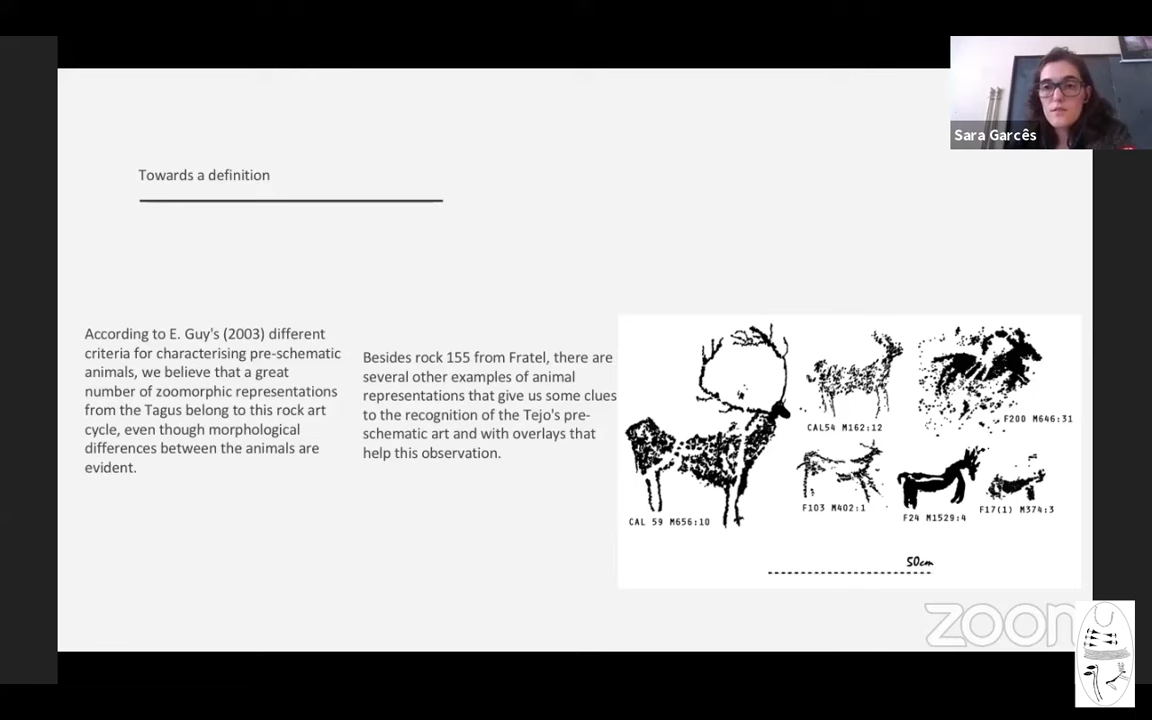 Sara Garcês
Towards a definition
According to E. Guy's (2003) different
criteria for characterising pre-schematic
animals, we believe that a great
number of zoomorphic representations
from the Tagus belong to this rock art
cycle, even though morphological
differences between the animals are
evident.
Besides rock 155 from Fratel, there are
several other examples of animal
representations that give us some clues
to the recognition of the Tejo's pre-
schematic art and with overlays that
help this observation.
CAL54 M162:12
F200 M646:31
CAL 59 M656:10
F103 M402:1
F24 M1529:4
F17(1) M374:3
50cm
zoom